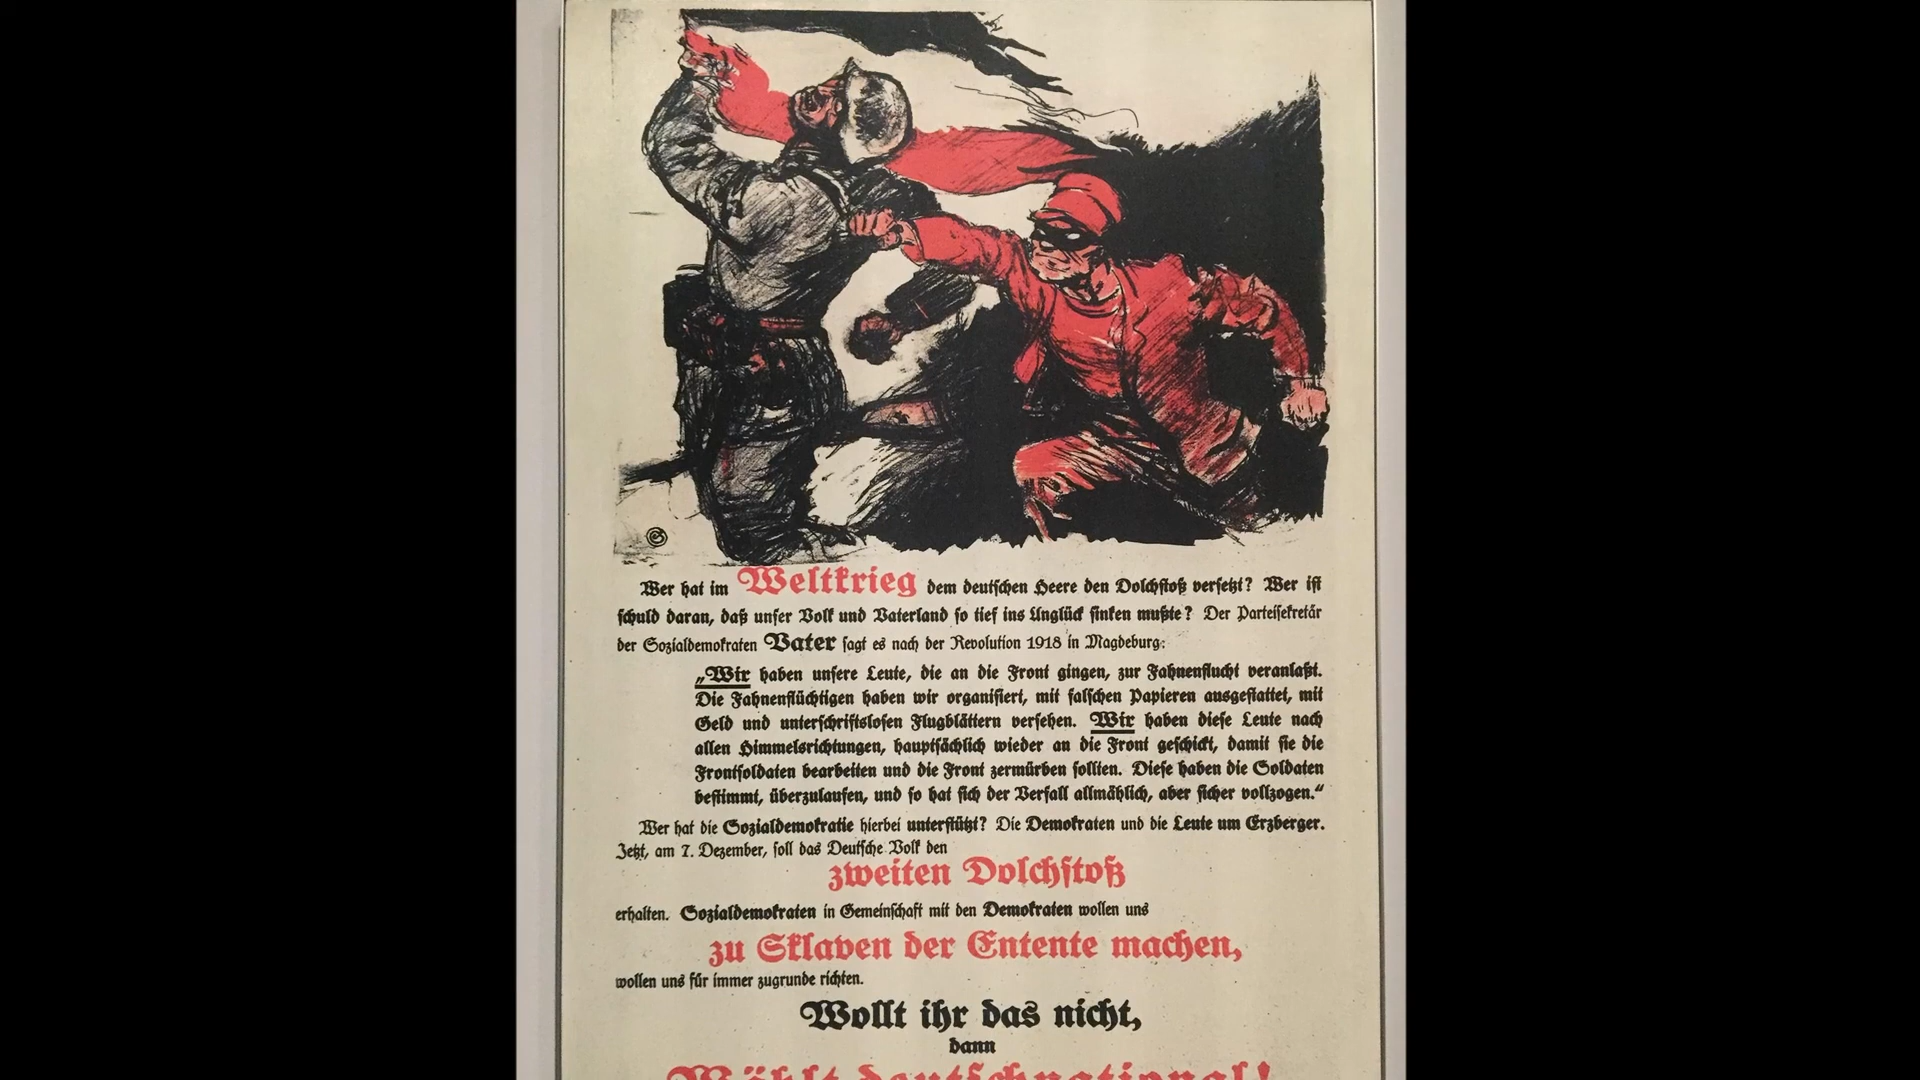 Wer hat im Weltkrieg dem deutschen Heere den Dolchstoß versetzt? Wer ist
schuld daran, daß unser Volk und Vaterland so tief ins Unglück sinken mußte? Der Parteisekretär
der Sozialdemokraten Vater sagt es nach der Revolution 1918 in Magdeburg:
„Wir haben unsere Leute, die an die Front gingen, zur Fahnenflucht veranlaßt.
Die Fahnenflüchtigen haben wir organisiert, mit falschen Papieren ausgestattet, mit
Geld und unterschriftslosen Flugblättern versehen. Wir haben diese Leute nach
allen Himmelsrichtungen, hauptsächlich wieder an die Front geschickt, damit sie die
Frontsoldaten bearbeiten und die Front zermürben sollten. Diese haben die Soldaten
bestimmt, überzulaufen, und so hat sich der Verfall allmählich, aber sicher vollzogen.“
Wer hat die Sozialdemokratie hierbei unterstützt? Die Demokraten und die Leute um Erzberger.
Jetzt, am 7. Dezember, soll das Deutsche Volk den
zweiten Dolchstoß
erhalten. Sozialdemokraten in Gemeinschaft mit den Demokraten wollen uns
zu Sklaven der Entente machen,
wollen uns für immer zugrunde richten.
Wollt ihr das nicht,
dann
Wählt deutschnational!